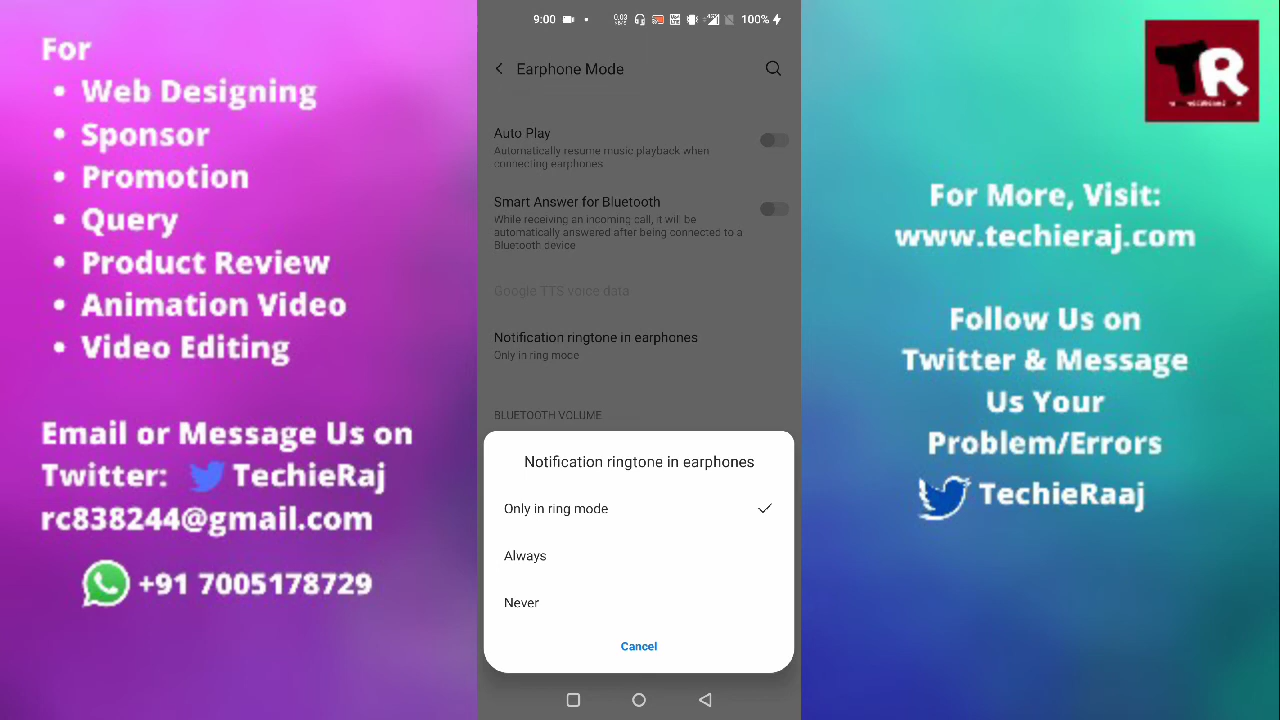 For
• Web Designing
• Sponsor
• Promotion
• Query
• Product Review
• Animation Video
• Video Editing
Email or Message Us on
Twitter: TechieRaj
rc838244@gmail.com
+91 7005178729
9:00
100%
Earphone Mode
Auto Play
Automatically resume music playback when
connecting earphones.
Smart Answer for Bluetooth
While receiving an incoming call, it will be
automatically answered after being connected to a
Bluetooth device
Google TTS voice data
Notification ringtone in earphones
Only in ring mode
BLUETOOTH VOLUME
Notification ringtone in earphones
Only in ring mode
Always
Never
Cancel
TR
For More, Visit:
www.techieraj.com
Follow Us on
Twitter & Message
Us Your
Problem/Errors
TechieRaaj